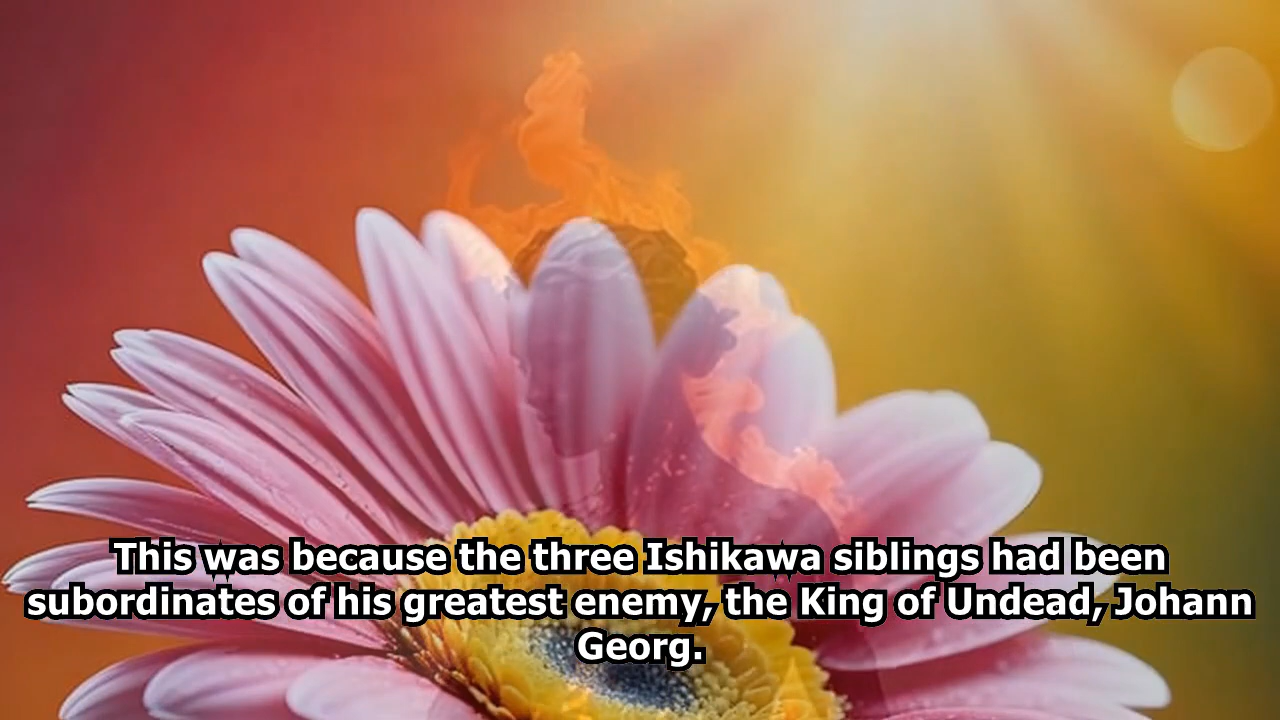 This was because the three Ishikawa siblings had been
subordinates of his greatest enemy, the King of Undead, Johann
Georg.